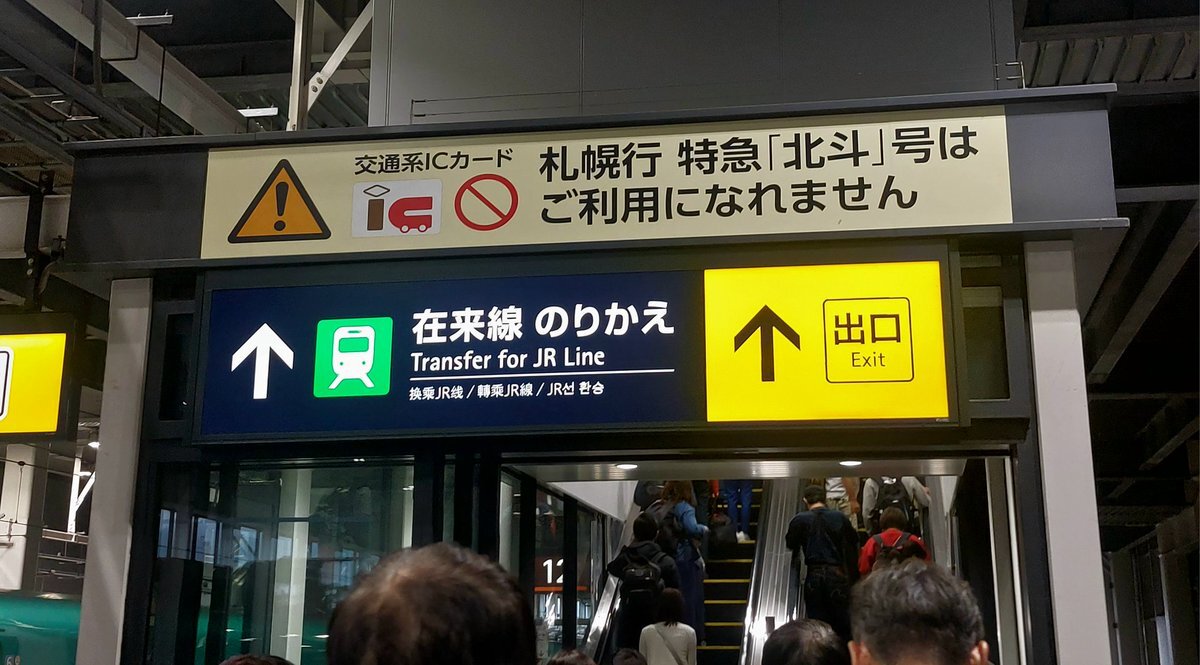 交通系ICカード
札幌行 特急「北斗」号は
ご利用になれません
在来線 のりかえ
Transfer for JR Line
换乘JR线 / 轉乘JR線 / JR선 환승
出口
Exit
12